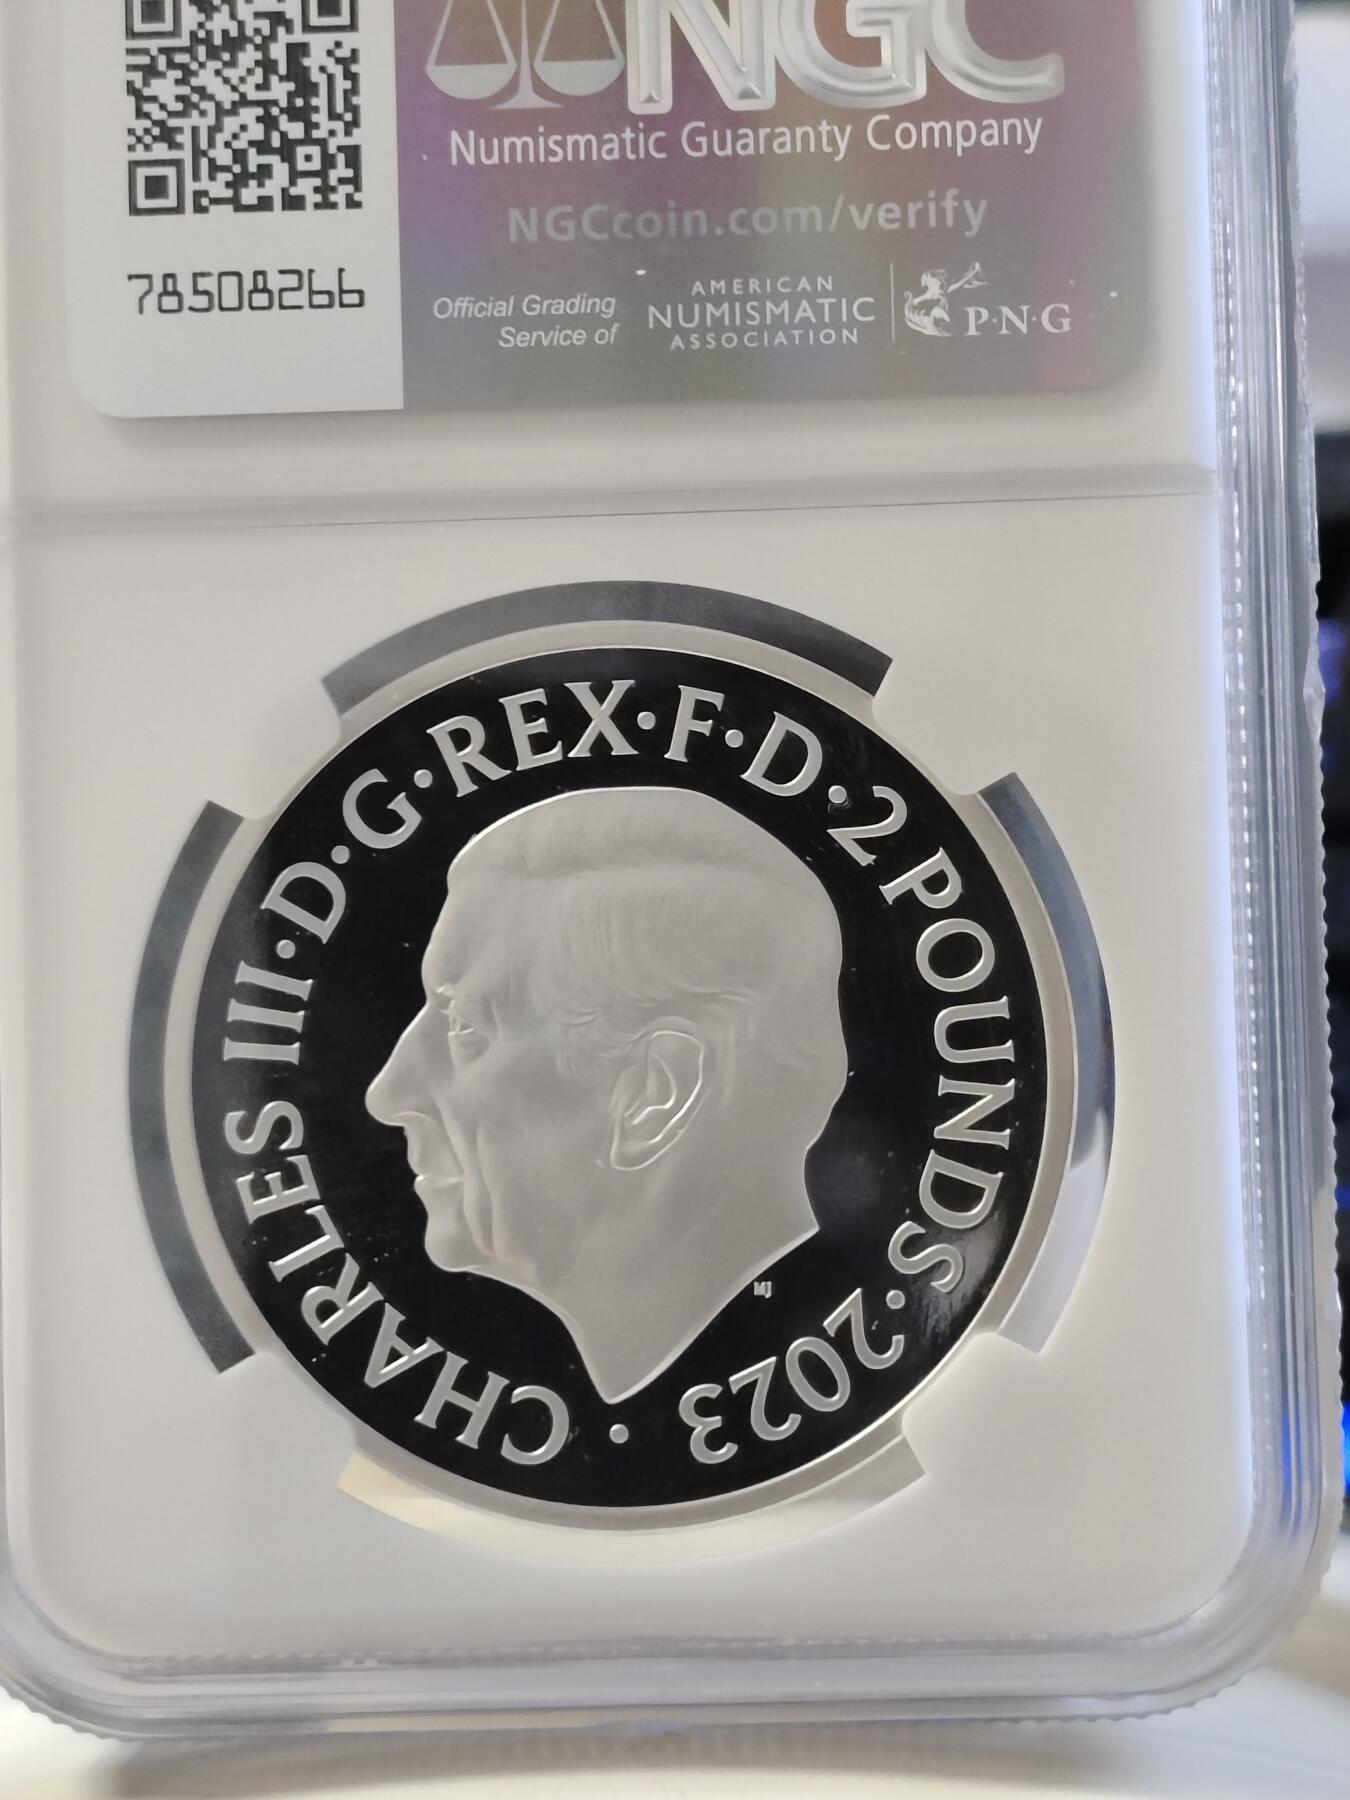 NGC
Numismatic Guaranty Company
NGCcoin.com/verify
78508266
Official Grading
Service of
AMERICAN
NUMISMATIC
ASSOCIATION
P·N·G
CHARLES III·D·G·REX·F·D·2 POUNDS·2023·
MJ